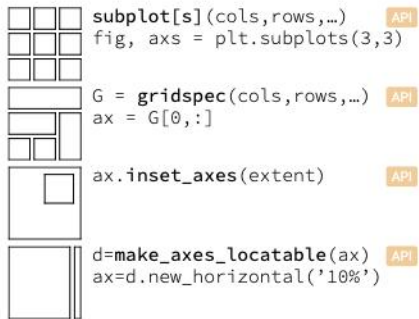 subplot[s](cols,rows,…) API
fig, axs = plt.subplots(3,3)
G = gridspec(cols,rows,…) API
ax = G[0,:]
ax.inset_axes(extent) API
d=make_axes_locatable(ax) API
ax=d.new_horizontal('10%')